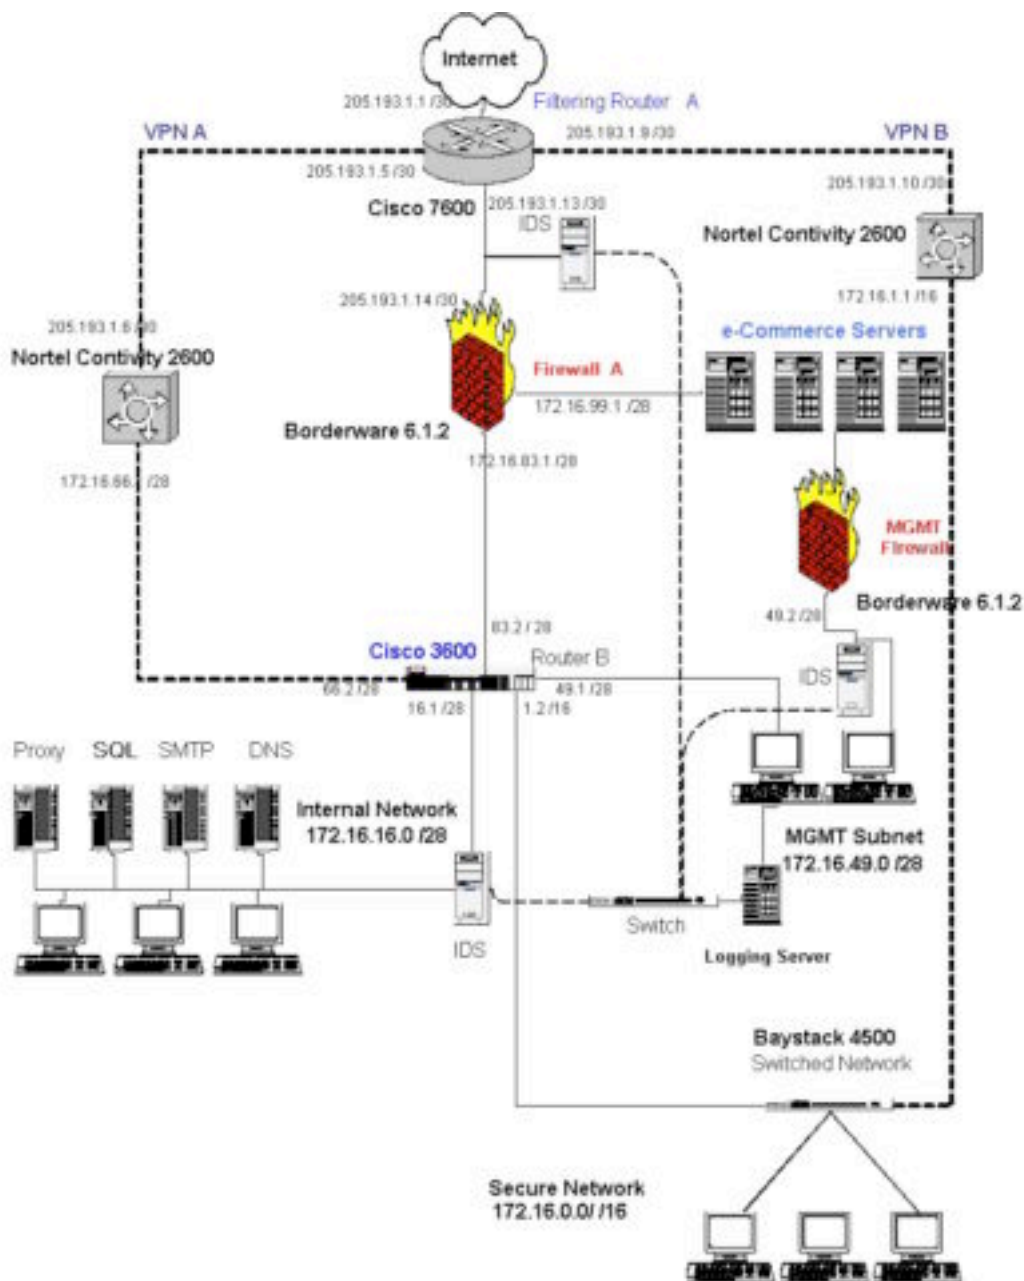 Internet
205.193.1.1 /30
Filtering Router A
VPN A
205.193.1.9 /30
VPN B
205.193.1.5 /30
205.193.1.10 /30
Cisco 7600
205.193.1.13 /30
IDS
Nortel Contivity 2600
205.193.1.14 /30
172.16.1.1 /16
205.193.1.6 /30
e-Commerce Servers
Nortel Contivity 2600
Firewall A
172.16.99.1 /28
Borderware 6.1.2
172.16.83.1 /28
172.16.66. /28
MGMT
Firewall
Borderware 6.1.2
49.2 /28
83.2 / 28
Cisco 3600
Router B
IDS
66.2 /28
49.1 /28
16.1 /28
1.2 /16
Proxy SQL SMTP DNS
Internal Network
172.16.16.0 /28
MGMT Subnet
172.16.49.0 /28
Switch
IDS
Logging Server
Baystack 4500
Switched Network
Secure Network
172.16.0.0/ /16